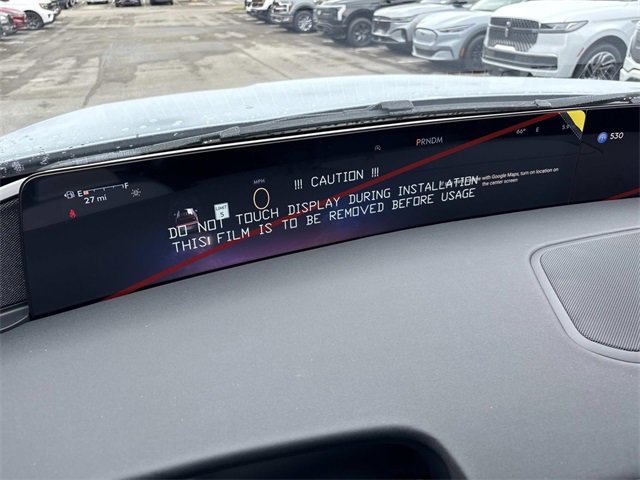 PRNDM
66° E
530
E F
27 mi
MPH
0
LIMIT
5
!!! CAUTION !!!
DO NOT TOUCH DISPLAY DURING INSTALLATION
THIS FILM IS TO BE REMOVED BEFORE USAGE
with Google Maps, turn on location on
the center screen